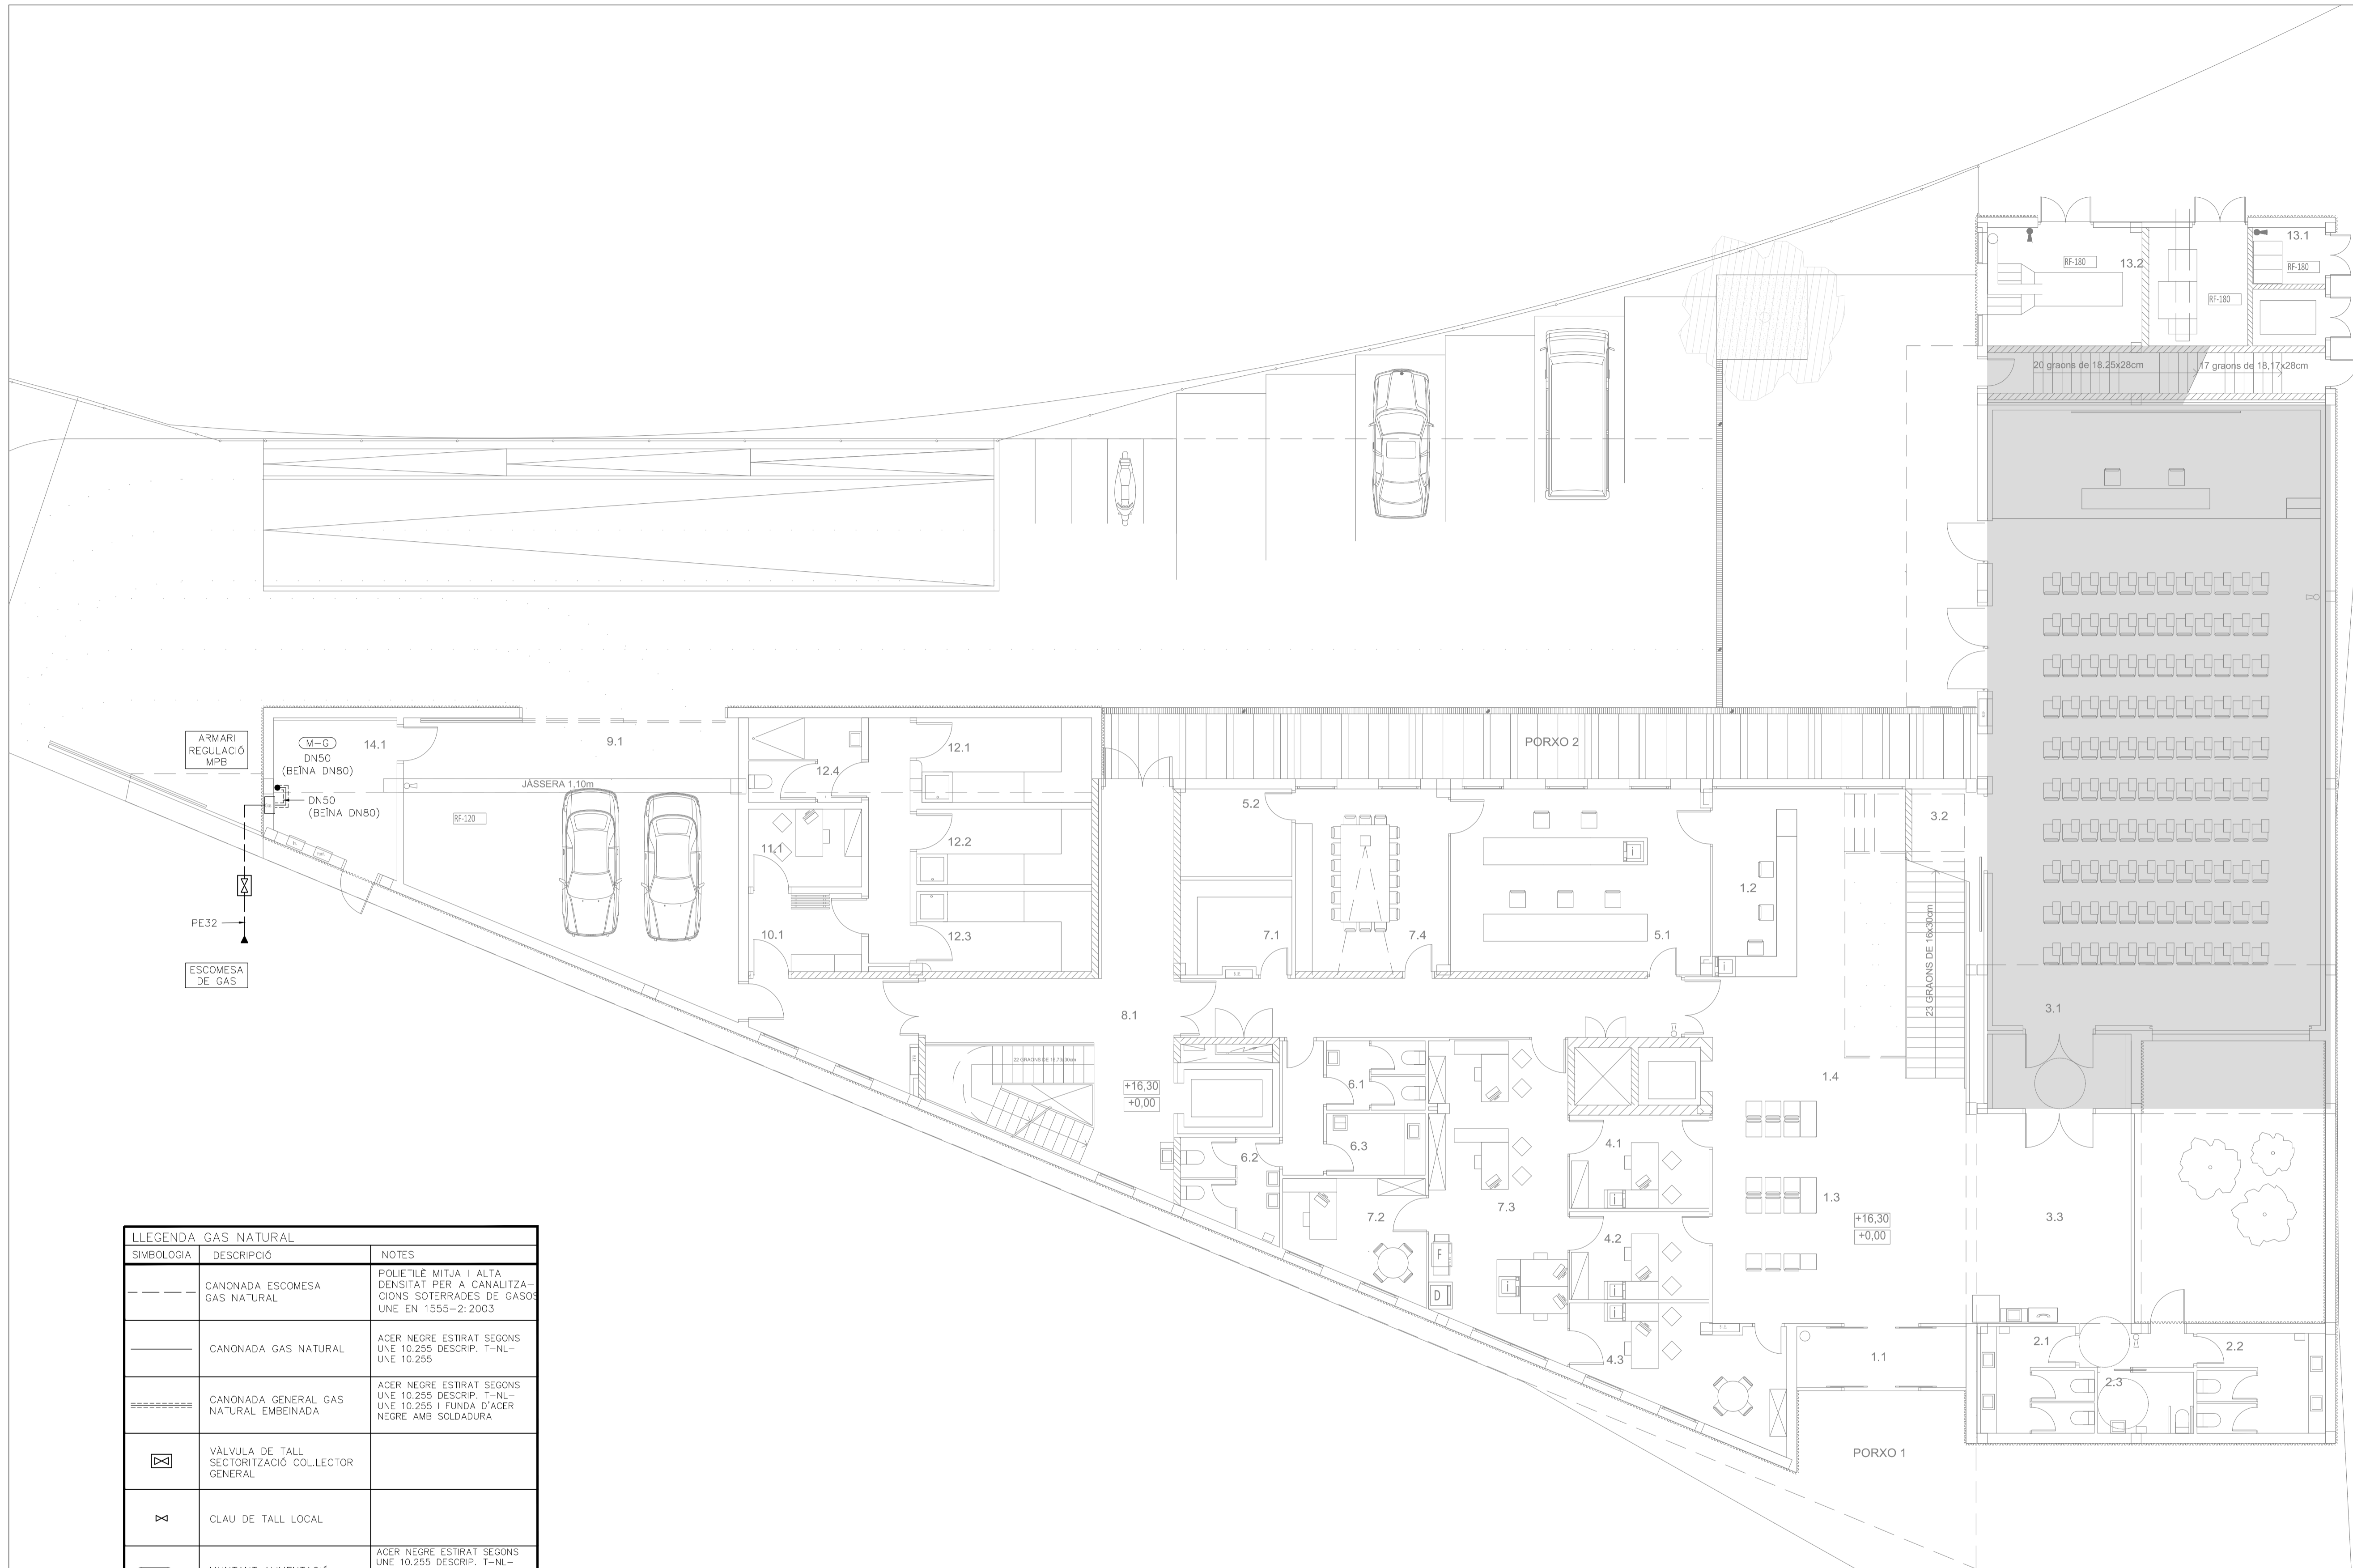 13.1
RF-180
13.2
RF-180
RF-180
20 graons de 18.25x28cm
17 graons de 18,17x28cm
ARMARI
REGULACIÓ
MPB
M-G
DN50
(BEÏNA DN80)
14.1
9.1
12.1
PORXO 2
12.4
JÀSSERA 1,10m
DN50
(BEÏNA DN80)
RF-120
5.2
3.2
11.1
12.2
1.2
PE32
10.1
12.3
7.1
7.4
5.1
23 GRAONS DE 16x30cm
ESCOMESA
DE GAS
8.1
3.1
1.4
+16,30
+0,00
6.1
6.2
6.3
4.1
7.2
7.3
1.3
+16,30
+0,00
3.3
4.2
F
D
4.3
1.1
2.1
2.2
2.3
PORXO 1
i
i
i
i
i
i
LLEGENDA GAS NATURAL
SIMBOLOGIA
DESCRIPCIÓ
NOTES
CANONADA ESCOMESA
GAS NATURAL
POLIETILÈ MITJA I ALTA
DENSITAT PER A CANALITZA-
CIONS SOTERRADES DE GASOS
UNE EN 1555-2:2003
CANONADA GAS NATURAL
ACER NEGRE ESTIRAT SEGONS
UNE 10.255 DESCRIP. T-NL-
UNE 10.255
CANONADA GENERAL GAS
NATURAL EMBEINADA
ACER NEGRE ESTIRAT SEGONS
UNE 10.255 DESCRIP. T-NL-
UNE 10.255 I FUNDA D'ACER
NEGRE AMB SOLDADURA
VÀLVULA DE TALL
SECTORITZACIÓ COL.LECTOR
GENERAL
CLAU DE TALL LOCAL
MUNTANT ALIMENTACIÓ
ACER NEGRE ESTIRAT SEGONS
UNE 10.255 DESCRIP. T-NL-